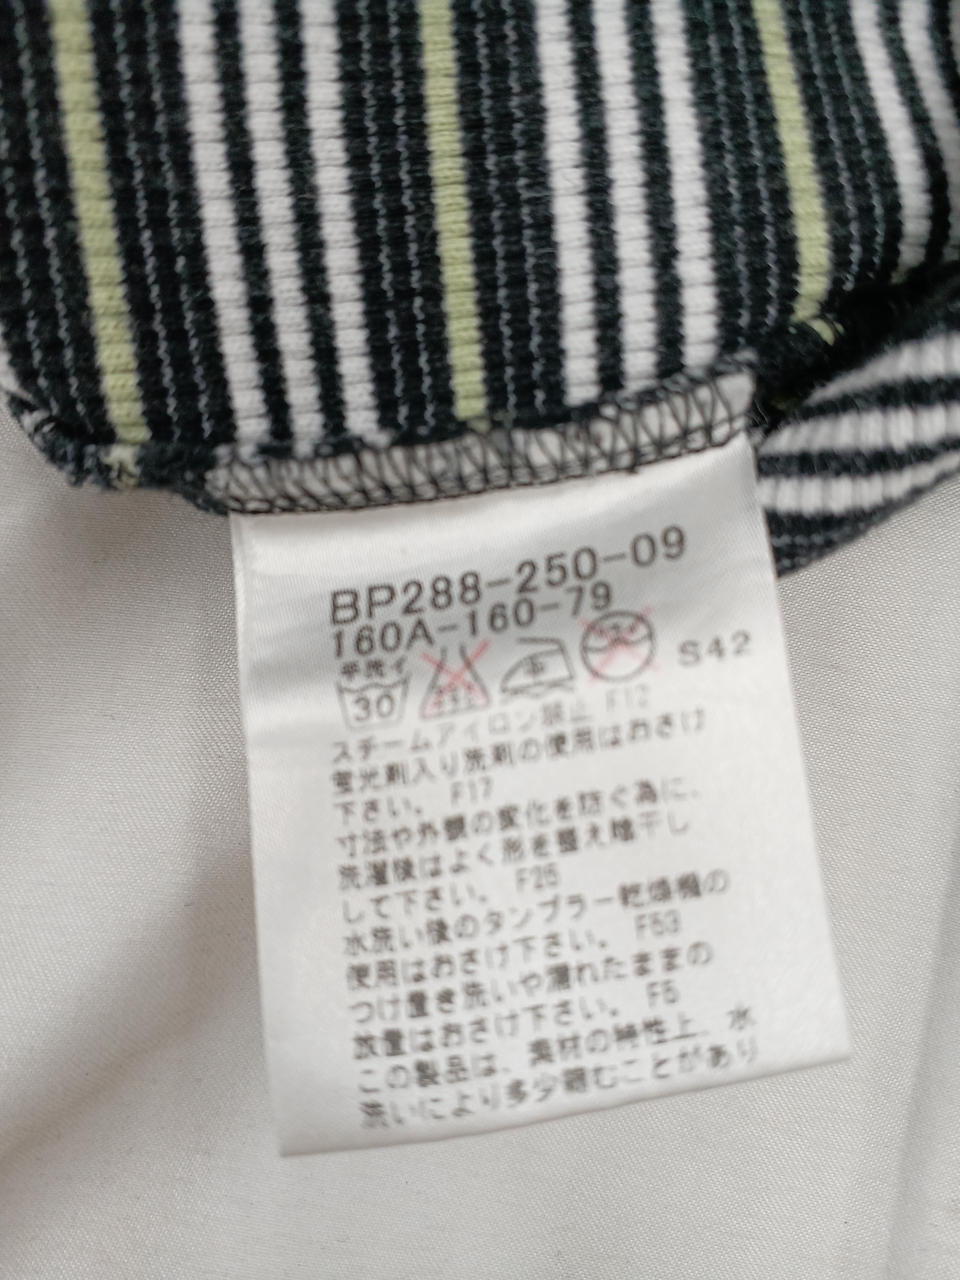 BP288-250-09
160A-160-79
手洗イ
30
S42
スチームアイロン禁止 F12
蛍光剤入り洗剤の使用はおさけ
下さい。 F17
寸法や外観の変化を防ぐ為に、
洗濯後はよく形を整え陰干し
して下さい。 F26
水洗い後のタンブラー乾燥機の
使用はおさけ下さい。 F53
つけ置き洗いや濡れたままの
放置はおさけ下さい。 F5
この製品は、素材の特性上、水
洗いにより多少縮むことがあり